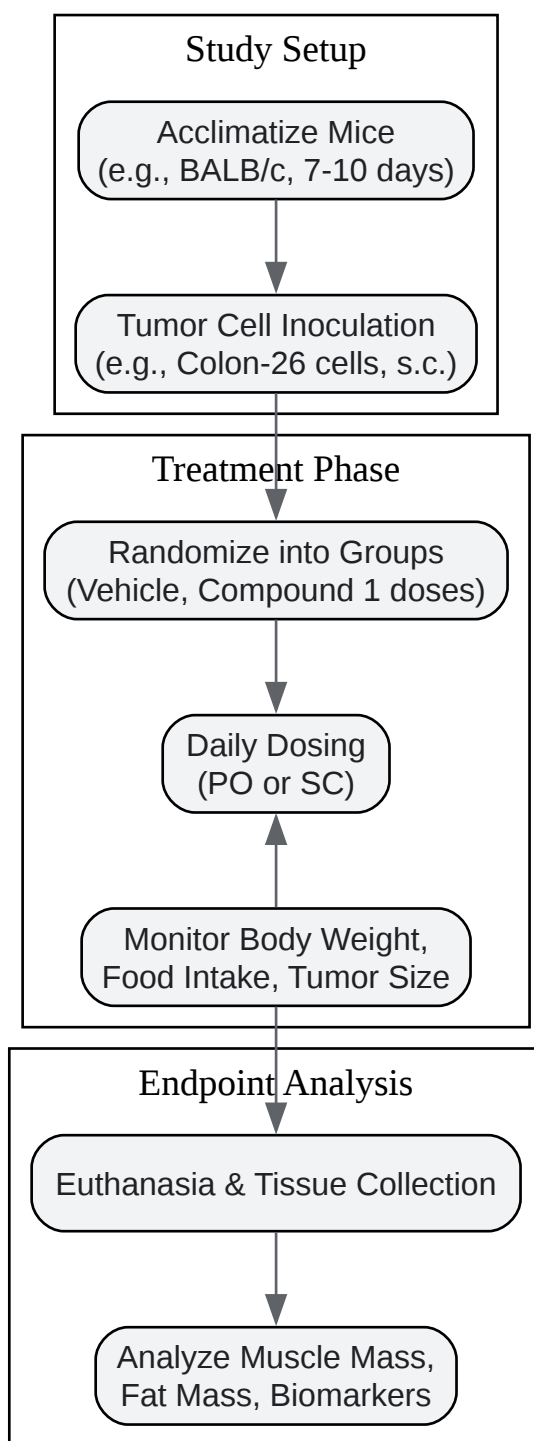 Study Setup
Acclimatize Mice
(e.g., BALB/c, 7-10 days)
Tumor Cell Inoculation
(e.g., Colon-26 cells, s.c.)
Treatment Phase
Randomize into Groups
(Vehicle, Compound 1 doses)
Daily Dosing
(PO or SC)
Monitor Body Weight,
Food Intake, Tumor Size
Endpoint Analysis
Euthanasia & Tissue Collection
Analyze Muscle Mass,
Fat Mass, Biomarkers